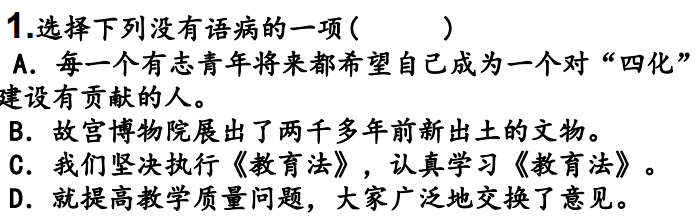 1.选择下列没有语病的一项(      )
A. 每一个有志青年将来都希望自己成为一个对“四化”
建设有贡献的人。
B. 故宫博物院展出了两千多年前新出土的文物。
C. 我们坚决执行《教育法》，认真学习《教育法》。
D. 就提高教学质量问题，大家广泛地交换了意见。